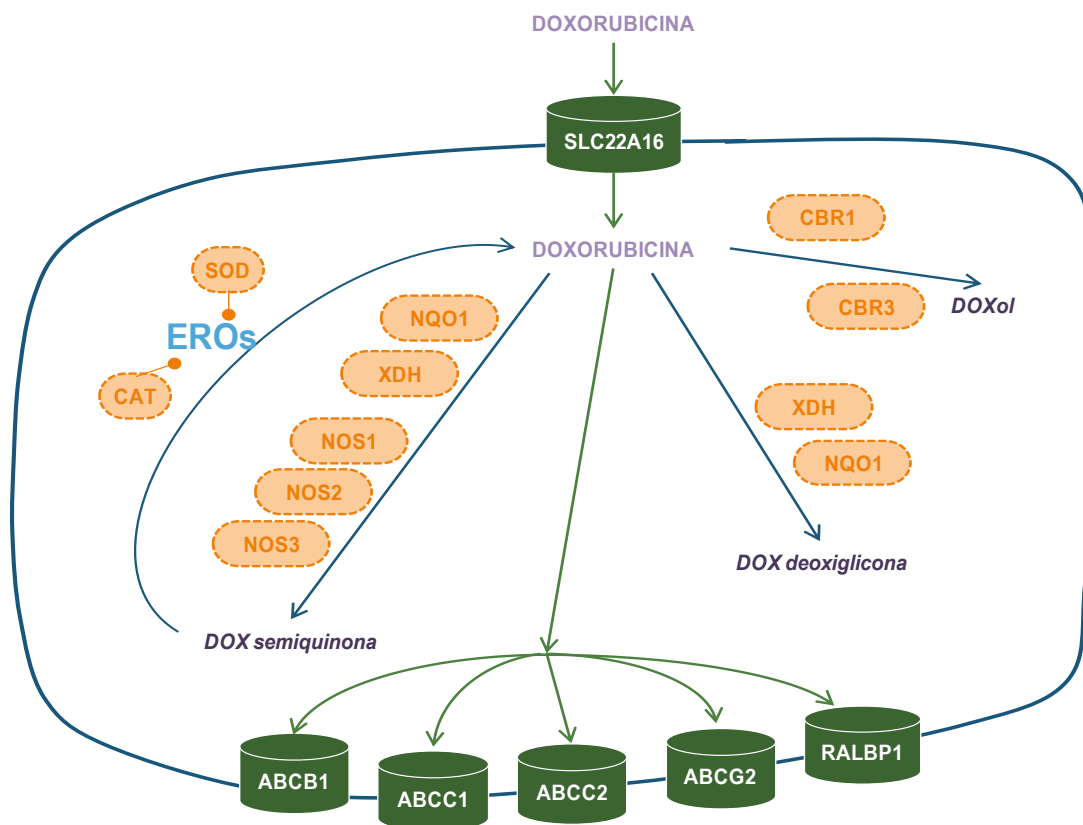 DOXORUBICINA
SLC22A16
CBR1
DOXORUBICINA
SOD
DOXol
CBR3
NQO1
EROs
XDH
CAT
XDH
NOS1
NQO1
NOS2
NOS3
DOX deoxiglicona
DOX semiquinona
RALBP1
ABCB1
ABCG2
ABCC1
ABCC2